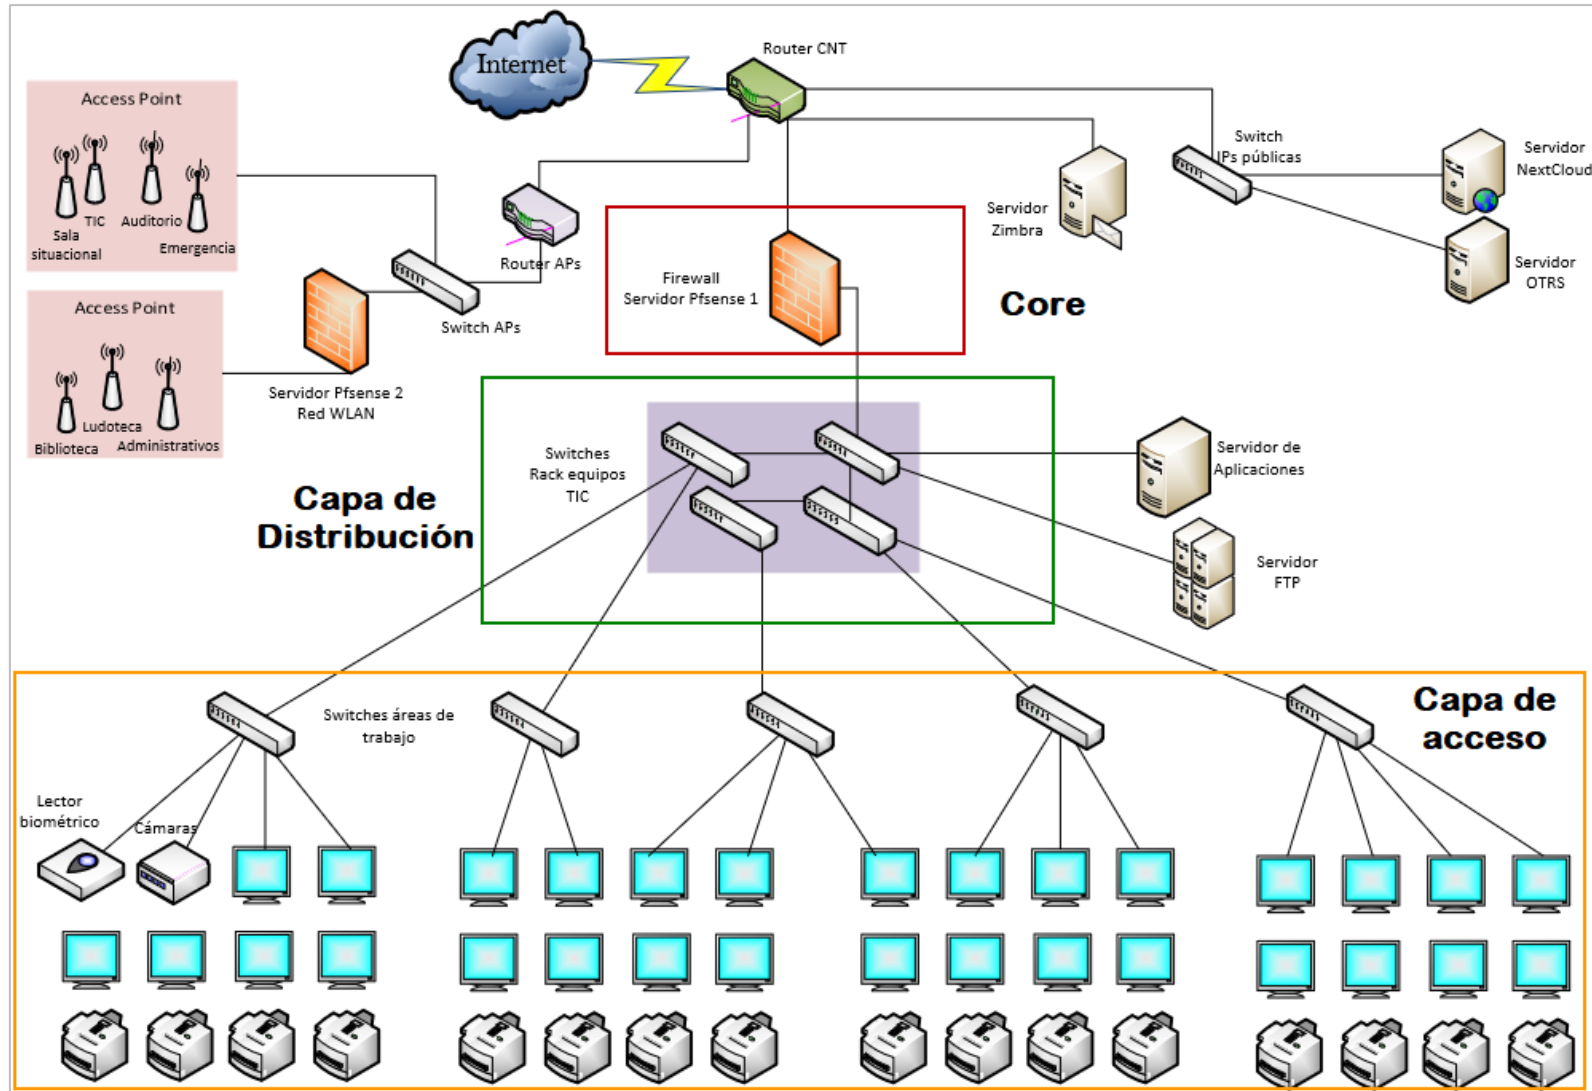 Internet
Router CNT
Access Point
TIC
Auditorio
Sala
situacional
Emergencia
Router APs
Switch APs
Access Point
Biblioteca
Ludoteca
Administrativos
Servidor Pfsense 2
Red WLAN
Firewall
Servidor Pfsense 1
Core
Servidor
Zimbra
Switch
IPs públicas
Servidor
NextCloud
Servidor
OTRS
Capa de
Distribución
Switches
Rack equipos
TIC
Servidor de
Aplicaciones
Servidor
FTP
Capa de
acceso
Switches áreas de
trabajo
Lector
biométrico
Cámaras